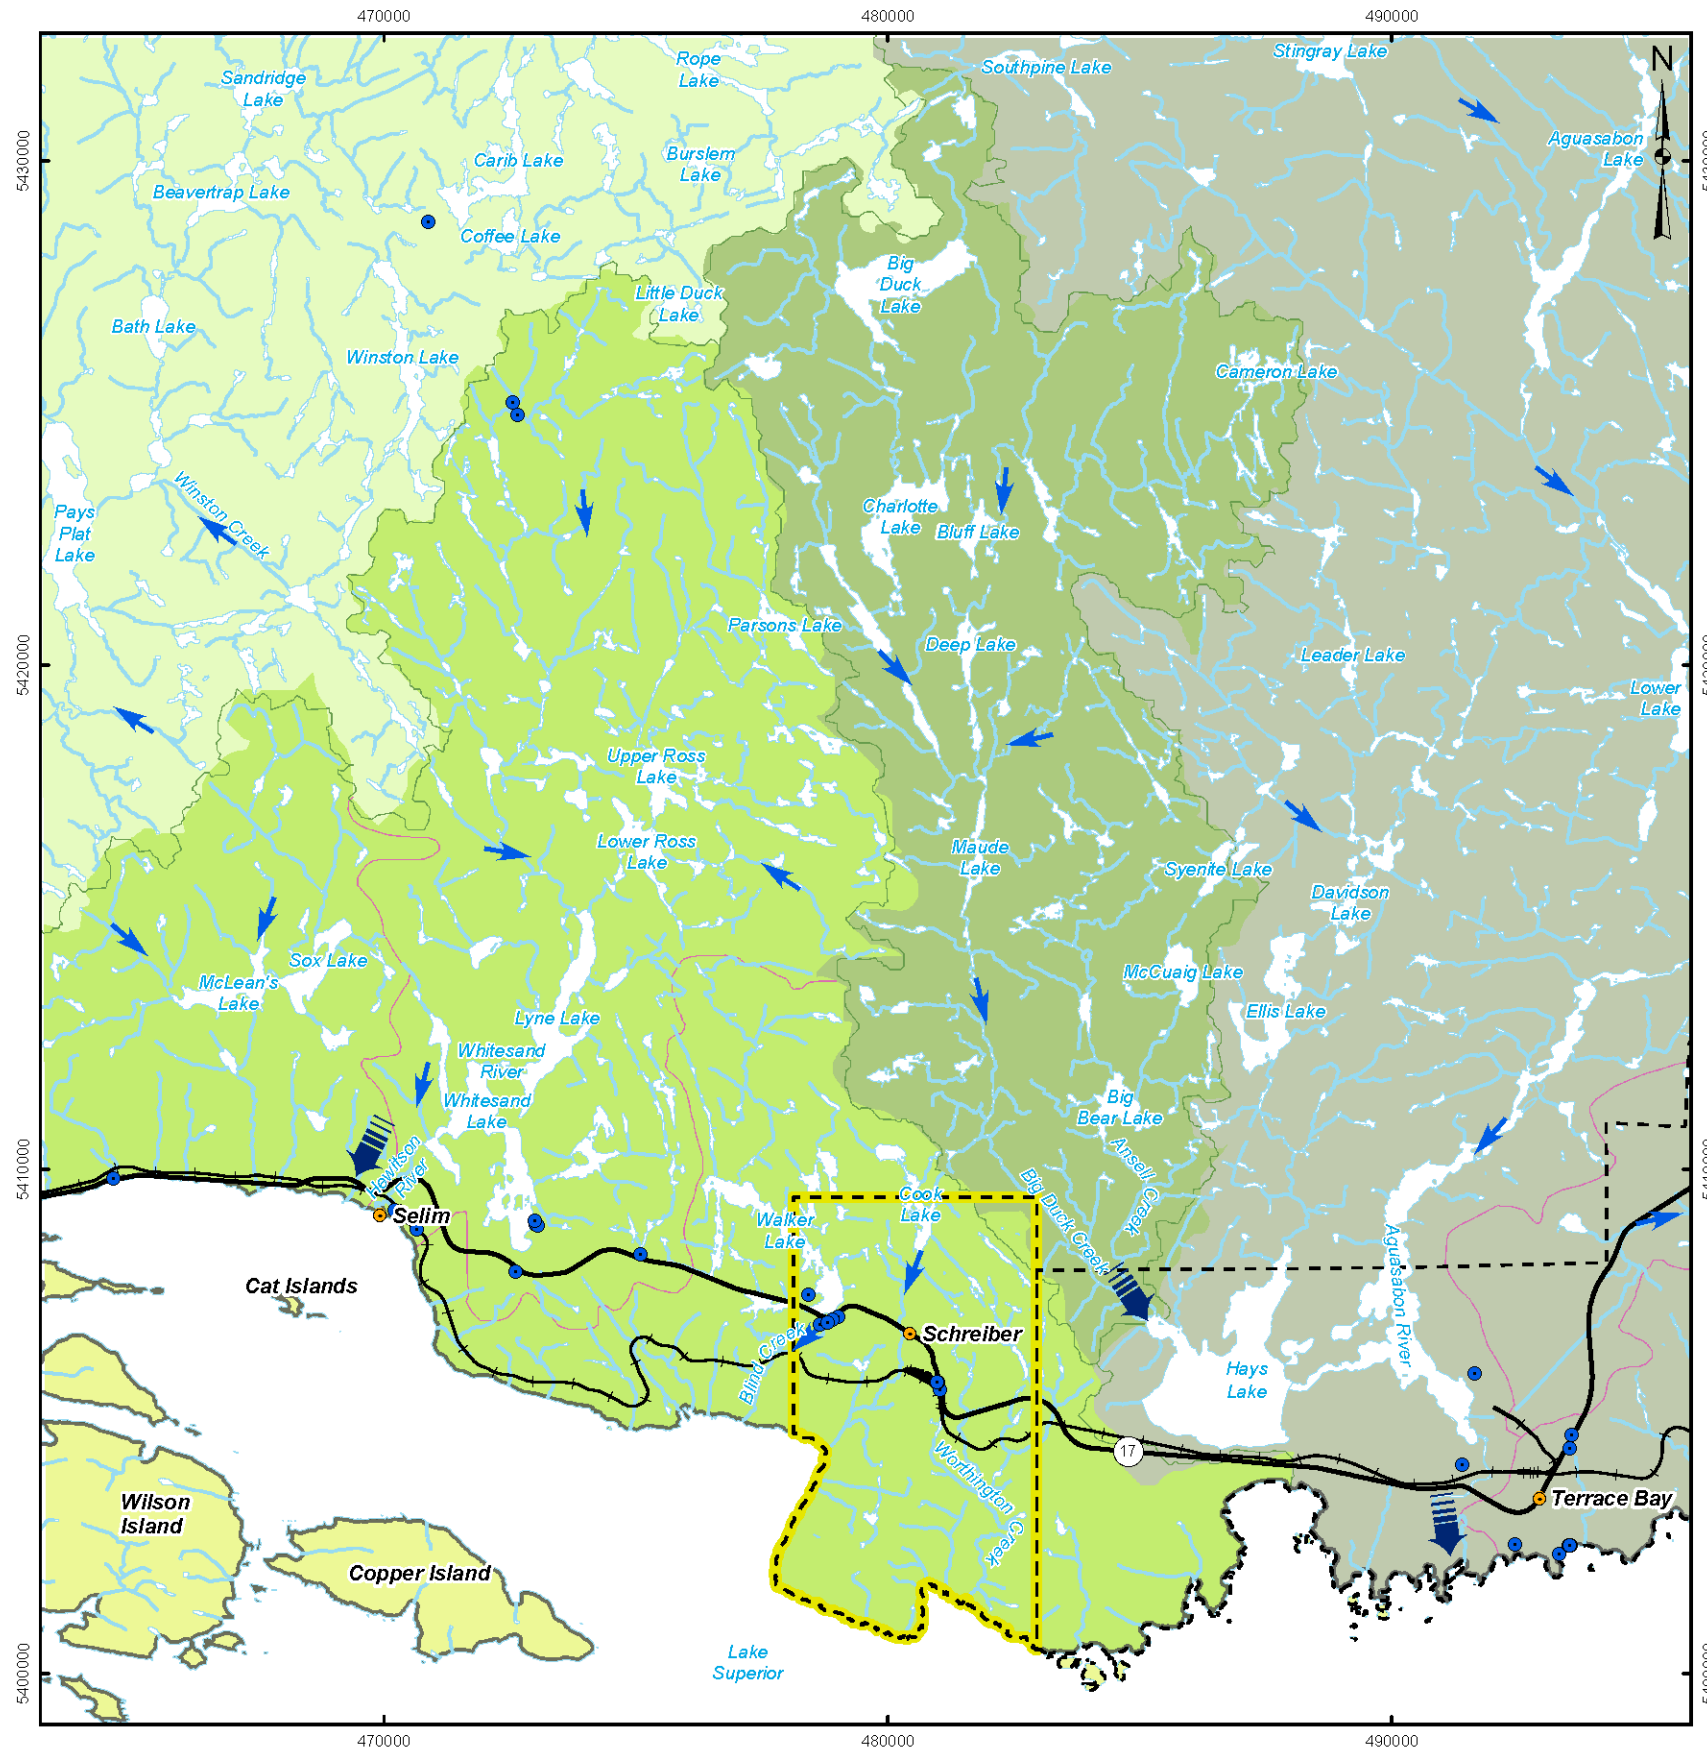 470000
480000
490000
Sandridge
Lake
Rope
Lake
Southpine Lake
Stingray Lake
N
5430000
Carib Lake
Burslem
Lake
Aguasabon
Lake
Beavertrap Lake
Coffee Lake
Big
Duck
Lake
Little Duck
Lake
Bath Lake
Winston Lake
Cameron Lake
Winston Creek
Pays
Plat
Lake
Charlotte
Lake
Bluff Lake
Parsons Lake
Deep Lake
Leader Lake
5420000
Lower
Lake
Upper Ross
Lake
Lower Ross
Lake
Maude
Lake
Syenite Lake
Davidson
Lake
Sox Lake
McLean's
Lake
McCuaig Lake
Ellis Lake
Lyne Lake
Whitesand
River
Whitesand
Lake
Big
Bear Lake
5410000
Hewitson
River
Ansell Creek
Big Duck Creek
Cook
Lake
Walker
Lake
Selim
Cat Islands
Aguasabon River
Schreiber
Blind Creek
Hays
Lake
17
Worthington Creek
Terrace Bay
Wilson
Island
Copper Island
Lake
Superior
5400000
470000
480000
490000